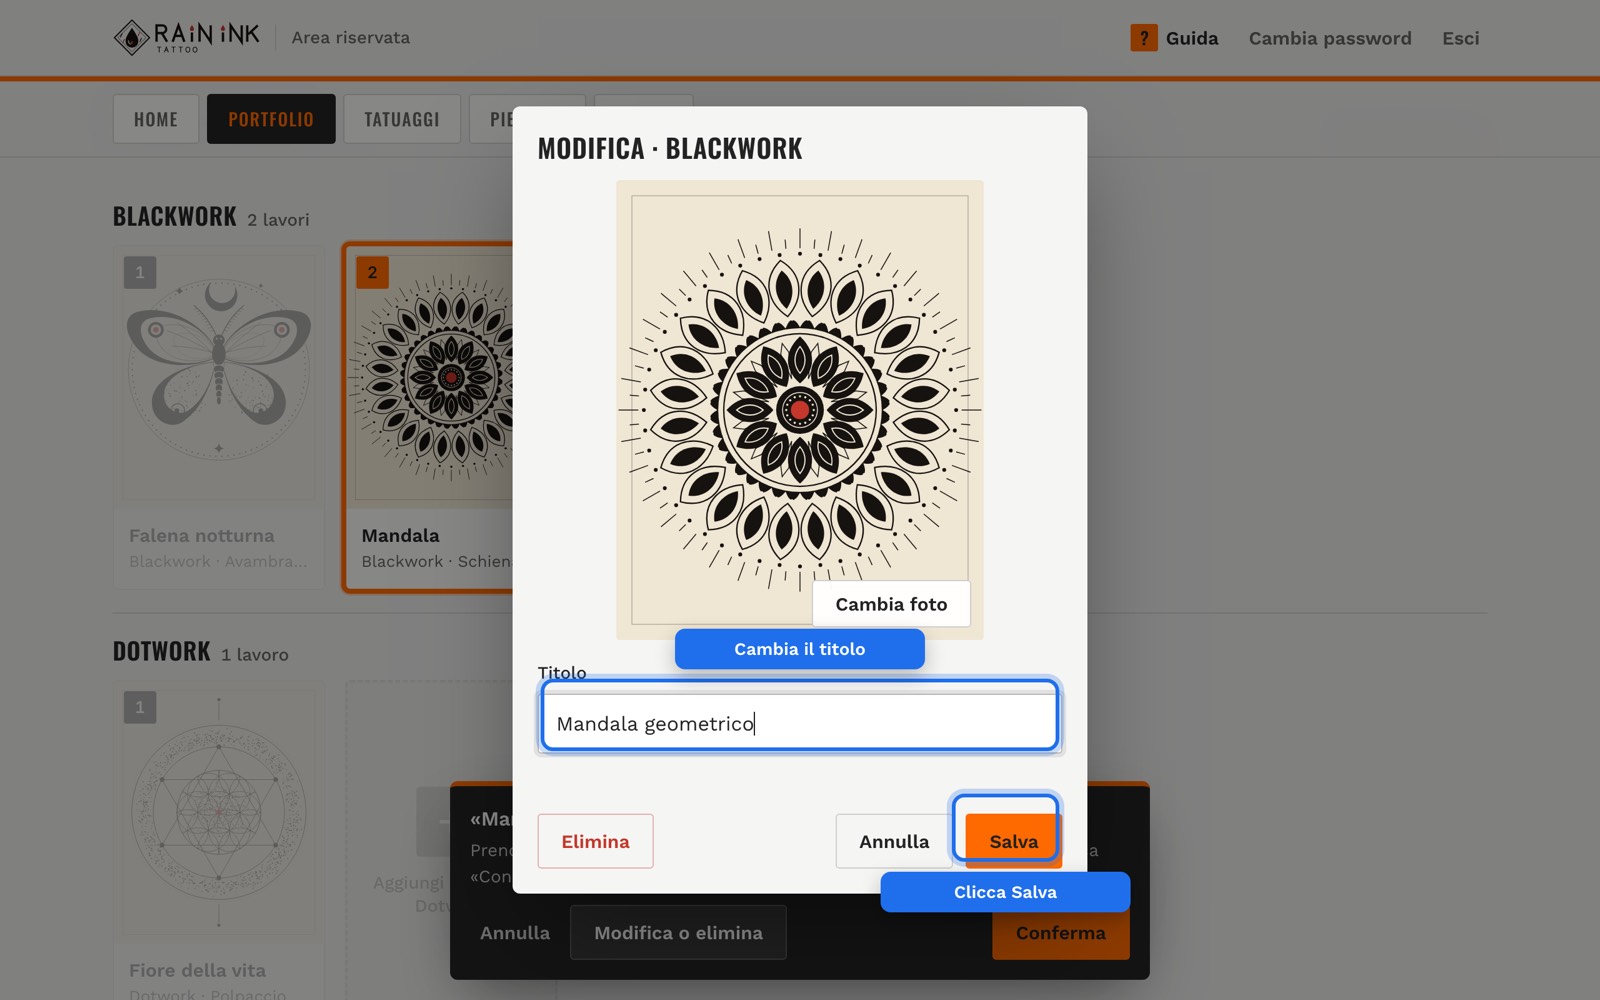 RAIN INK
TATTOO
Area riservata
? Guida
Cambia password
Esci
HOME
PORTFOLIO
TATUAGGI
PIE
BLACKWORK 2 lavori
1
2
Falena notturna
Blackwork · Avambra...
Mandala
Blackwork · Schien
DOTWORK 1 lavoro
1
Fiore della vita
Dotwork · Polpaccio
Aggiungi
Dotw
MODIFICA · BLACKWORK
Cambia foto
Cambia il titolo
Titolo
Mandala geometrico
Elimina
Annulla
Salva
Clicca Salva
«Man
Prend
a
«Con
Annulla
Modifica o elimina
Conferma